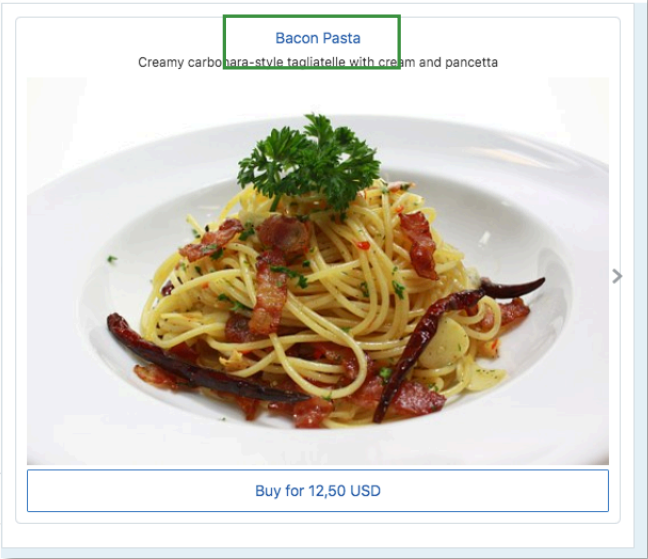 Bacon Pasta
Creamy carbonara-style tagliatelle with cream and pancetta
Buy for 12,50 USD